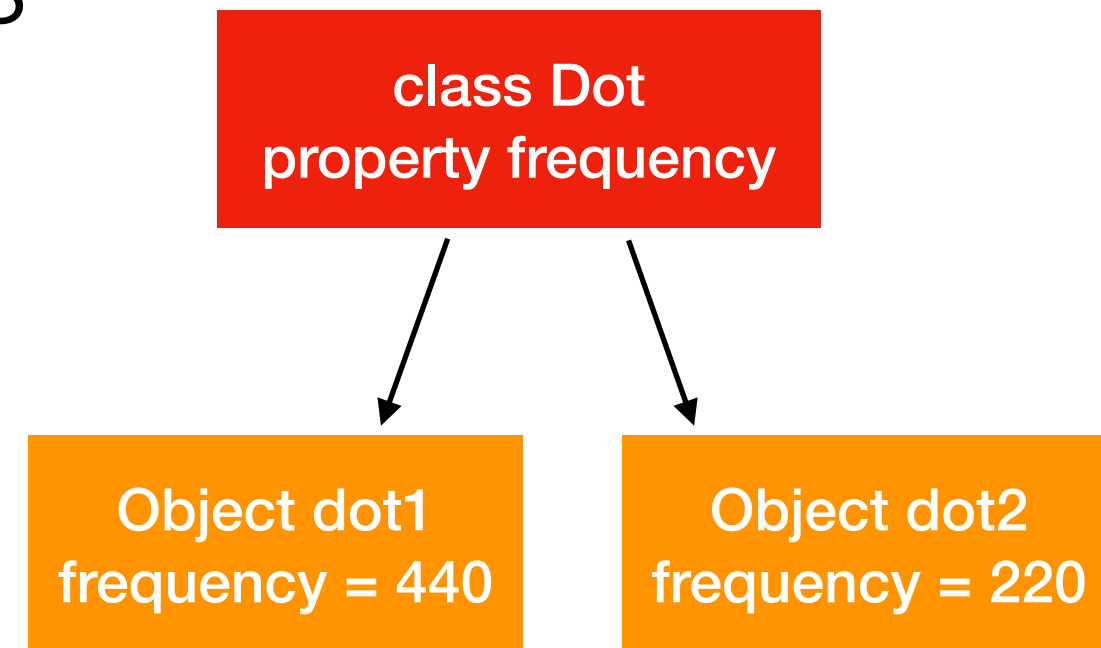 class Dot
property frequency
Object dot1
frequency = 440
Object dot2
frequency = 220